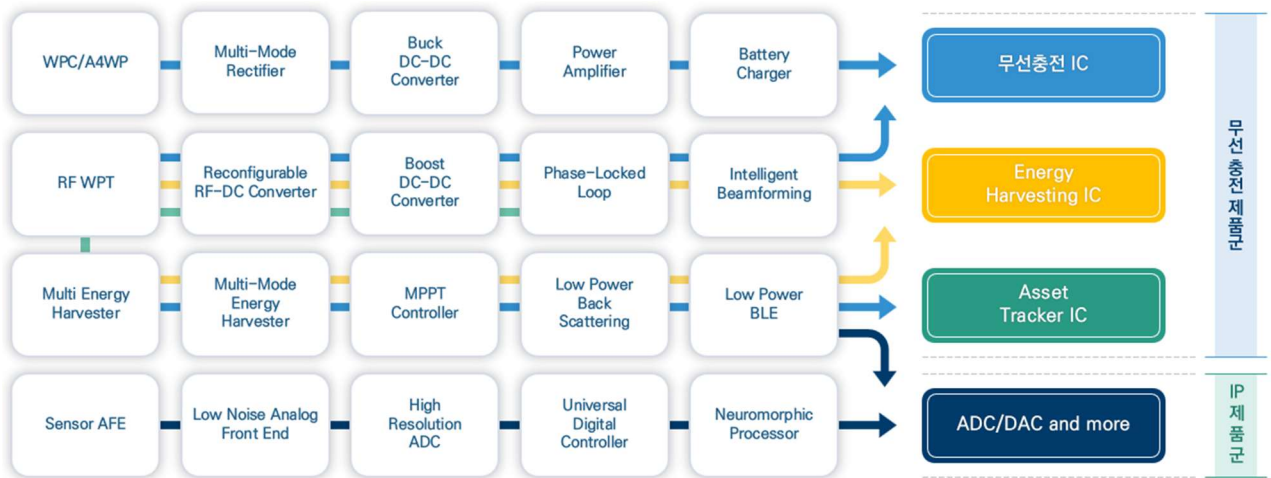 WPC/A4WP
Multi-Mode
Rectifier
Buck
DC-DC
Converter
Power
Amplifier
Battery
Charger
무선충전 IC
RF WPT
Reconfigurable
RF-DC Converter
Boost
DC-DC
Converter
Phase-Locked
Loop
Intelligent
Beamforming
Energy
Harvesting IC
Multi Energy
Harvester
Multi-Mode
Energy
Harvester
MPPT
Controller
Low Power
Back
Scattering
Low Power
BLE
Asset
Tracker IC
Sensor AFE
Low Noise Analog
Front End
High
Resolution
ADC
Universal
Digital
Controller
Neuromorphic
Processor
ADC/DAC and more
무선 충전 제품군
IP 제품군